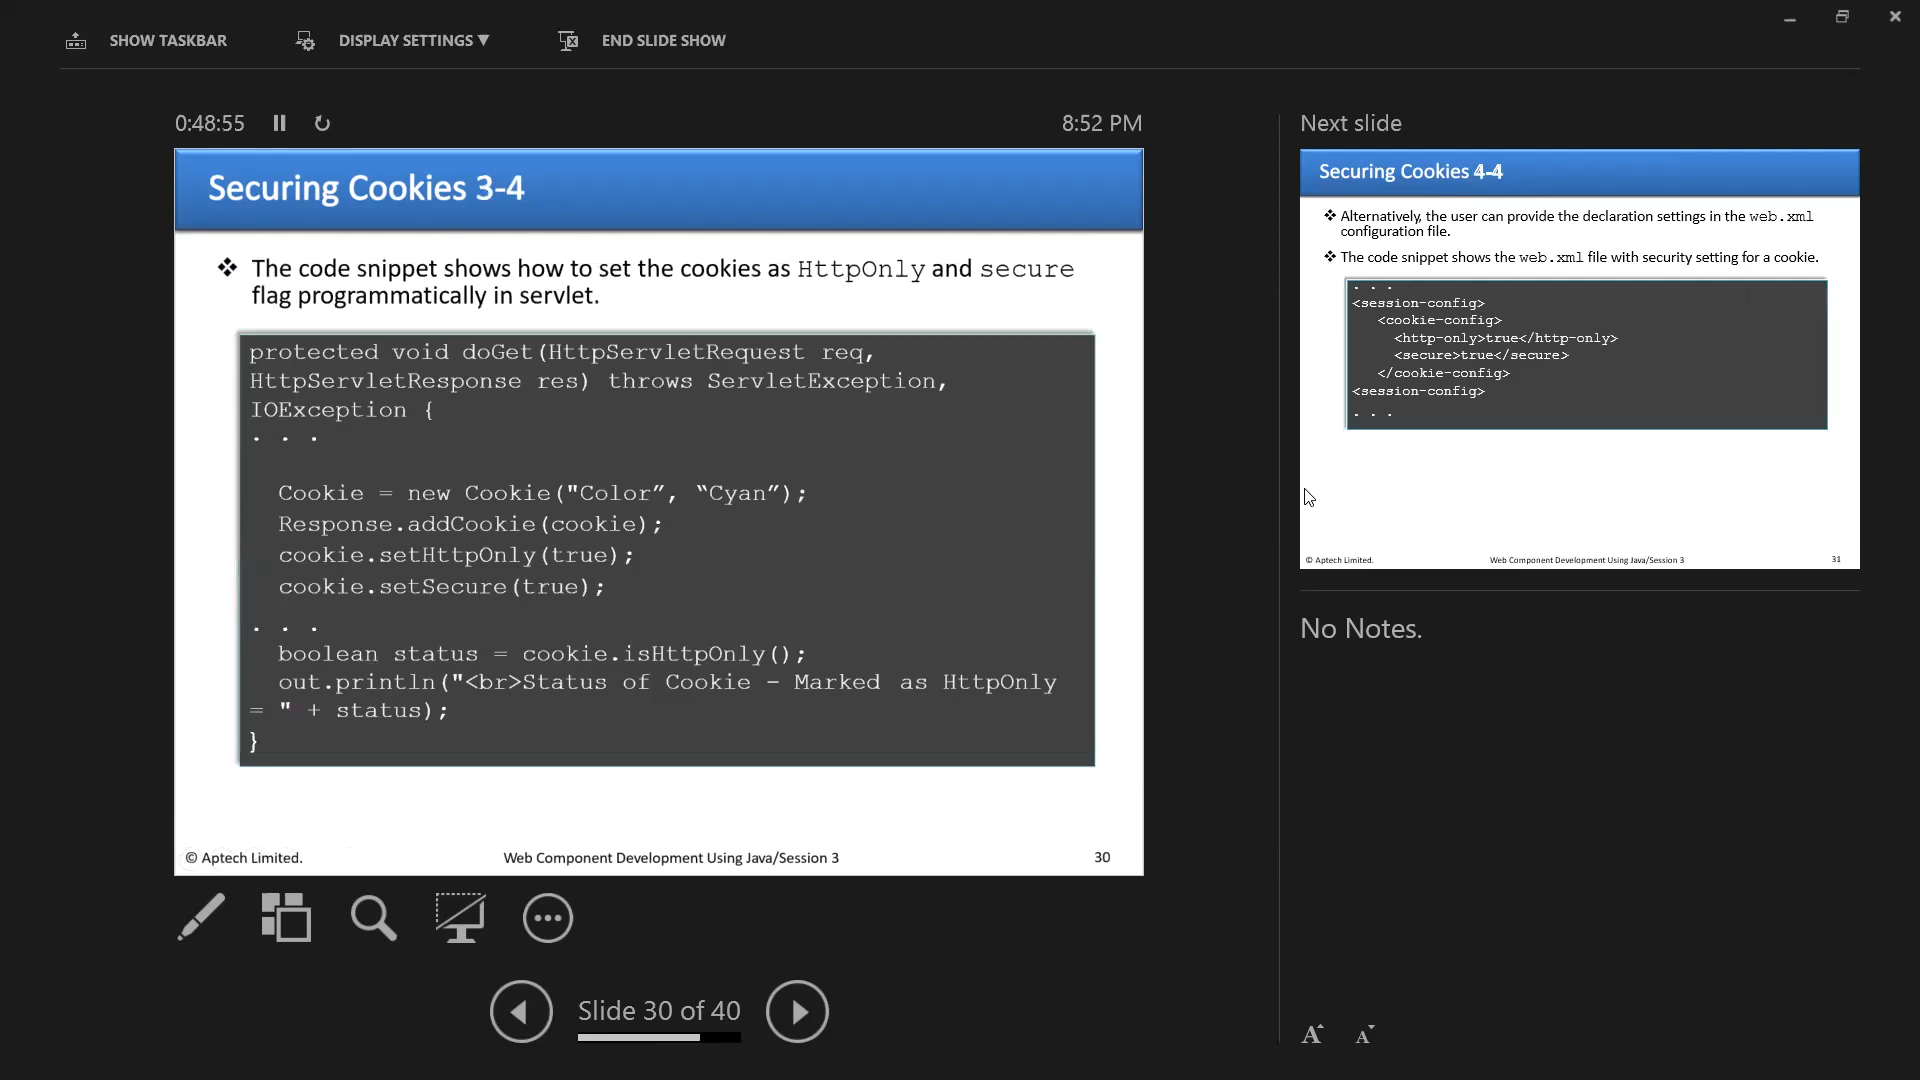 SHOW TASKBAR
DISPLAY SETTINGS ▼
END SLIDE SHOW
0:48:55
8:52 PM
Securing Cookies 3-4
❖ The code snippet shows how to set the cookies as HttpOnly and secure
flag programmatically in servlet.
protected void doGet(HttpServletRequest req,
HttpServletResponse res) throws ServletException,
IOException {
. . .
Cookie = new Cookie("Color”, “Cyan”);
Response.addCookie(cookie);
cookie.setHttpOnly(true);
cookie.setSecure(true);
. . .
boolean status = cookie.isHttpOnly();
out.println("<br>Status of Cookie – Marked as HttpOnly
= " + status);
}
© Aptech Limited.
Web Component Development Using Java/Session 3
30
Slide 30 of 40
Next slide
Securing Cookies 4-4
❖ Alternatively, the user can provide the declaration settings in the web.xml
configuration file.
❖ The code snippet shows the web.xml file with security setting for a cookie.
. . .
<session-config>
<cookie-config>
<http-only>true</http-only>
<secure>true</secure>
</cookie-config>
<session-config>
. . .
© Aptech Limited.
Web Component Development Using Java/Session 3
31
No Notes.
A A